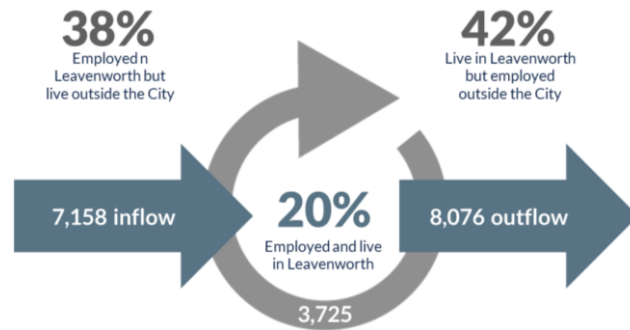 38%
Employed n
Leavenworth but
live outside the City
42%
Live in Leavenworth
but employed
outside the City
7,158 inflow
20%
Employed and live
in Leavenworth
8,076 outflow
3,725